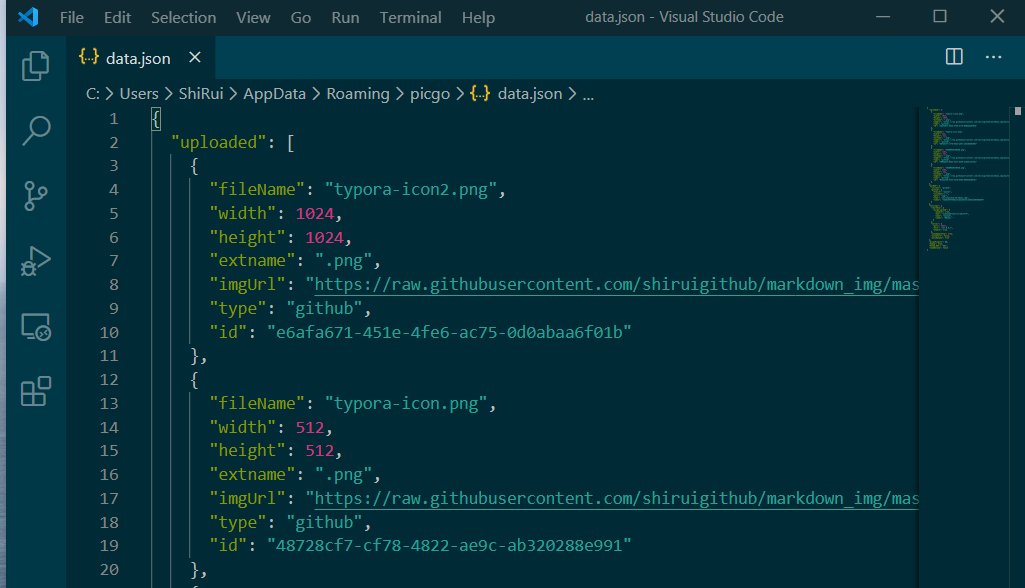 File Edit Selection View Go Run Terminal Help data.json - Visual Studio Code
{..} data.json
C: > Users > ShiRui > AppData > Roaming > picgo > {..} data.json > ...
1 {
2 "uploaded": [
3 {
4 "fileName": "typora-icon2.png",
5 "width": 1024,
6 "height": 1024,
7 "extname": ".png",
8 "imgUrl": "https://raw.githubusercontent.com/shiruigithub/markdown_img/mas
9 "type": "github",
10 "id": "e6afa671-451e-4fe6-ac75-0d0abaa6f01b"
11 },
12 {
13 "fileName": "typora-icon.png",
14 "width": 512,
15 "height": 512,
16 "extname": ".png",
17 "imgUrl": "https://raw.githubusercontent.com/shiruigithub/markdown_img/mas
18 "type": "github",
19 "id": "48728cf7-cf78-4822-ae9c-ab320288e991"
20 },